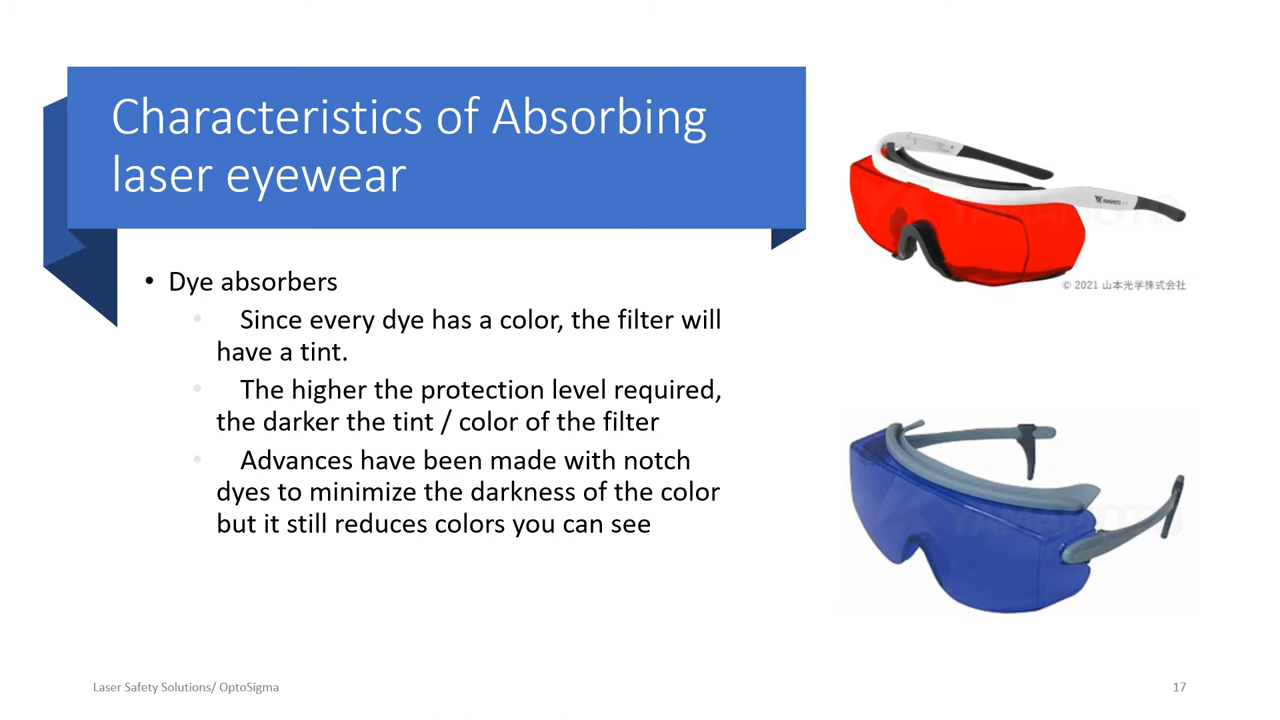 Characteristics of Absorbing
laser eyewear
• Dye absorbers
• Since every dye has a color, the filter will
have a tint.
• The higher the protection level required,
the darker the tint / color of the filter
• Advances have been made with notch
dyes to minimize the darkness of the color
but it still reduces colors you can see
YAMAMOTO
© 2021 山本光学株式会社
YAMAMOTO
Laser Safety Solutions/ OptoSigma
17